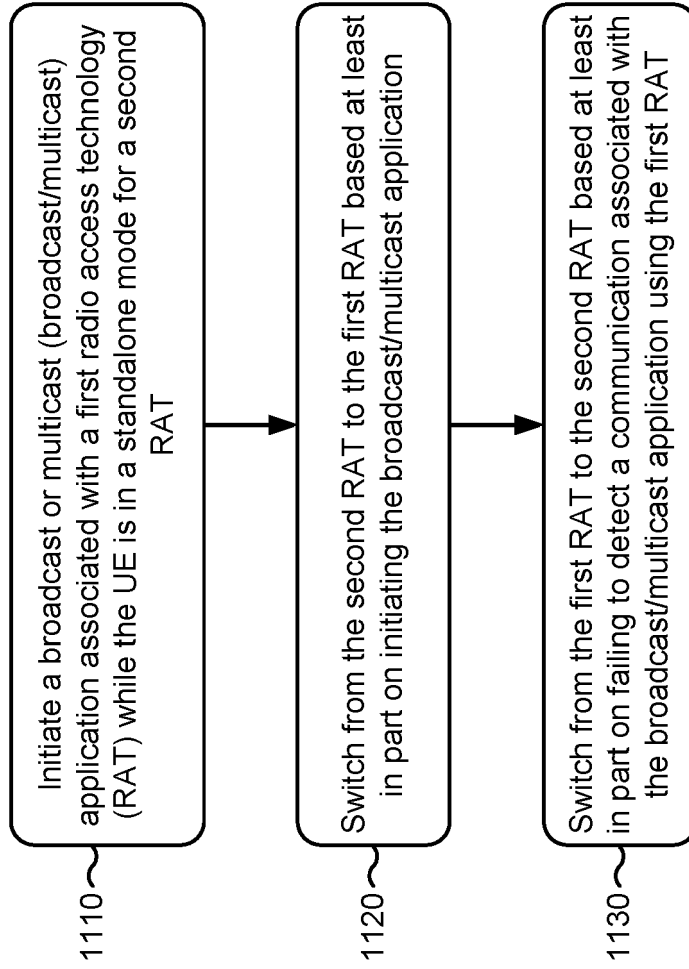 1110
Initiate a broadcast or multicast (broadcast/multicast)
application associated with a first radio access technology
(RAT) while the UE is in a standalone mode for a second
RAT
1120
Switch from the second RAT to the first RAT based at least
in part on initiating the broadcast/multicast application
1130
Switch from the first RAT to the second RAT based at least
in part on failing to detect a communication associated with
the broadcast/multicast application using the first RAT